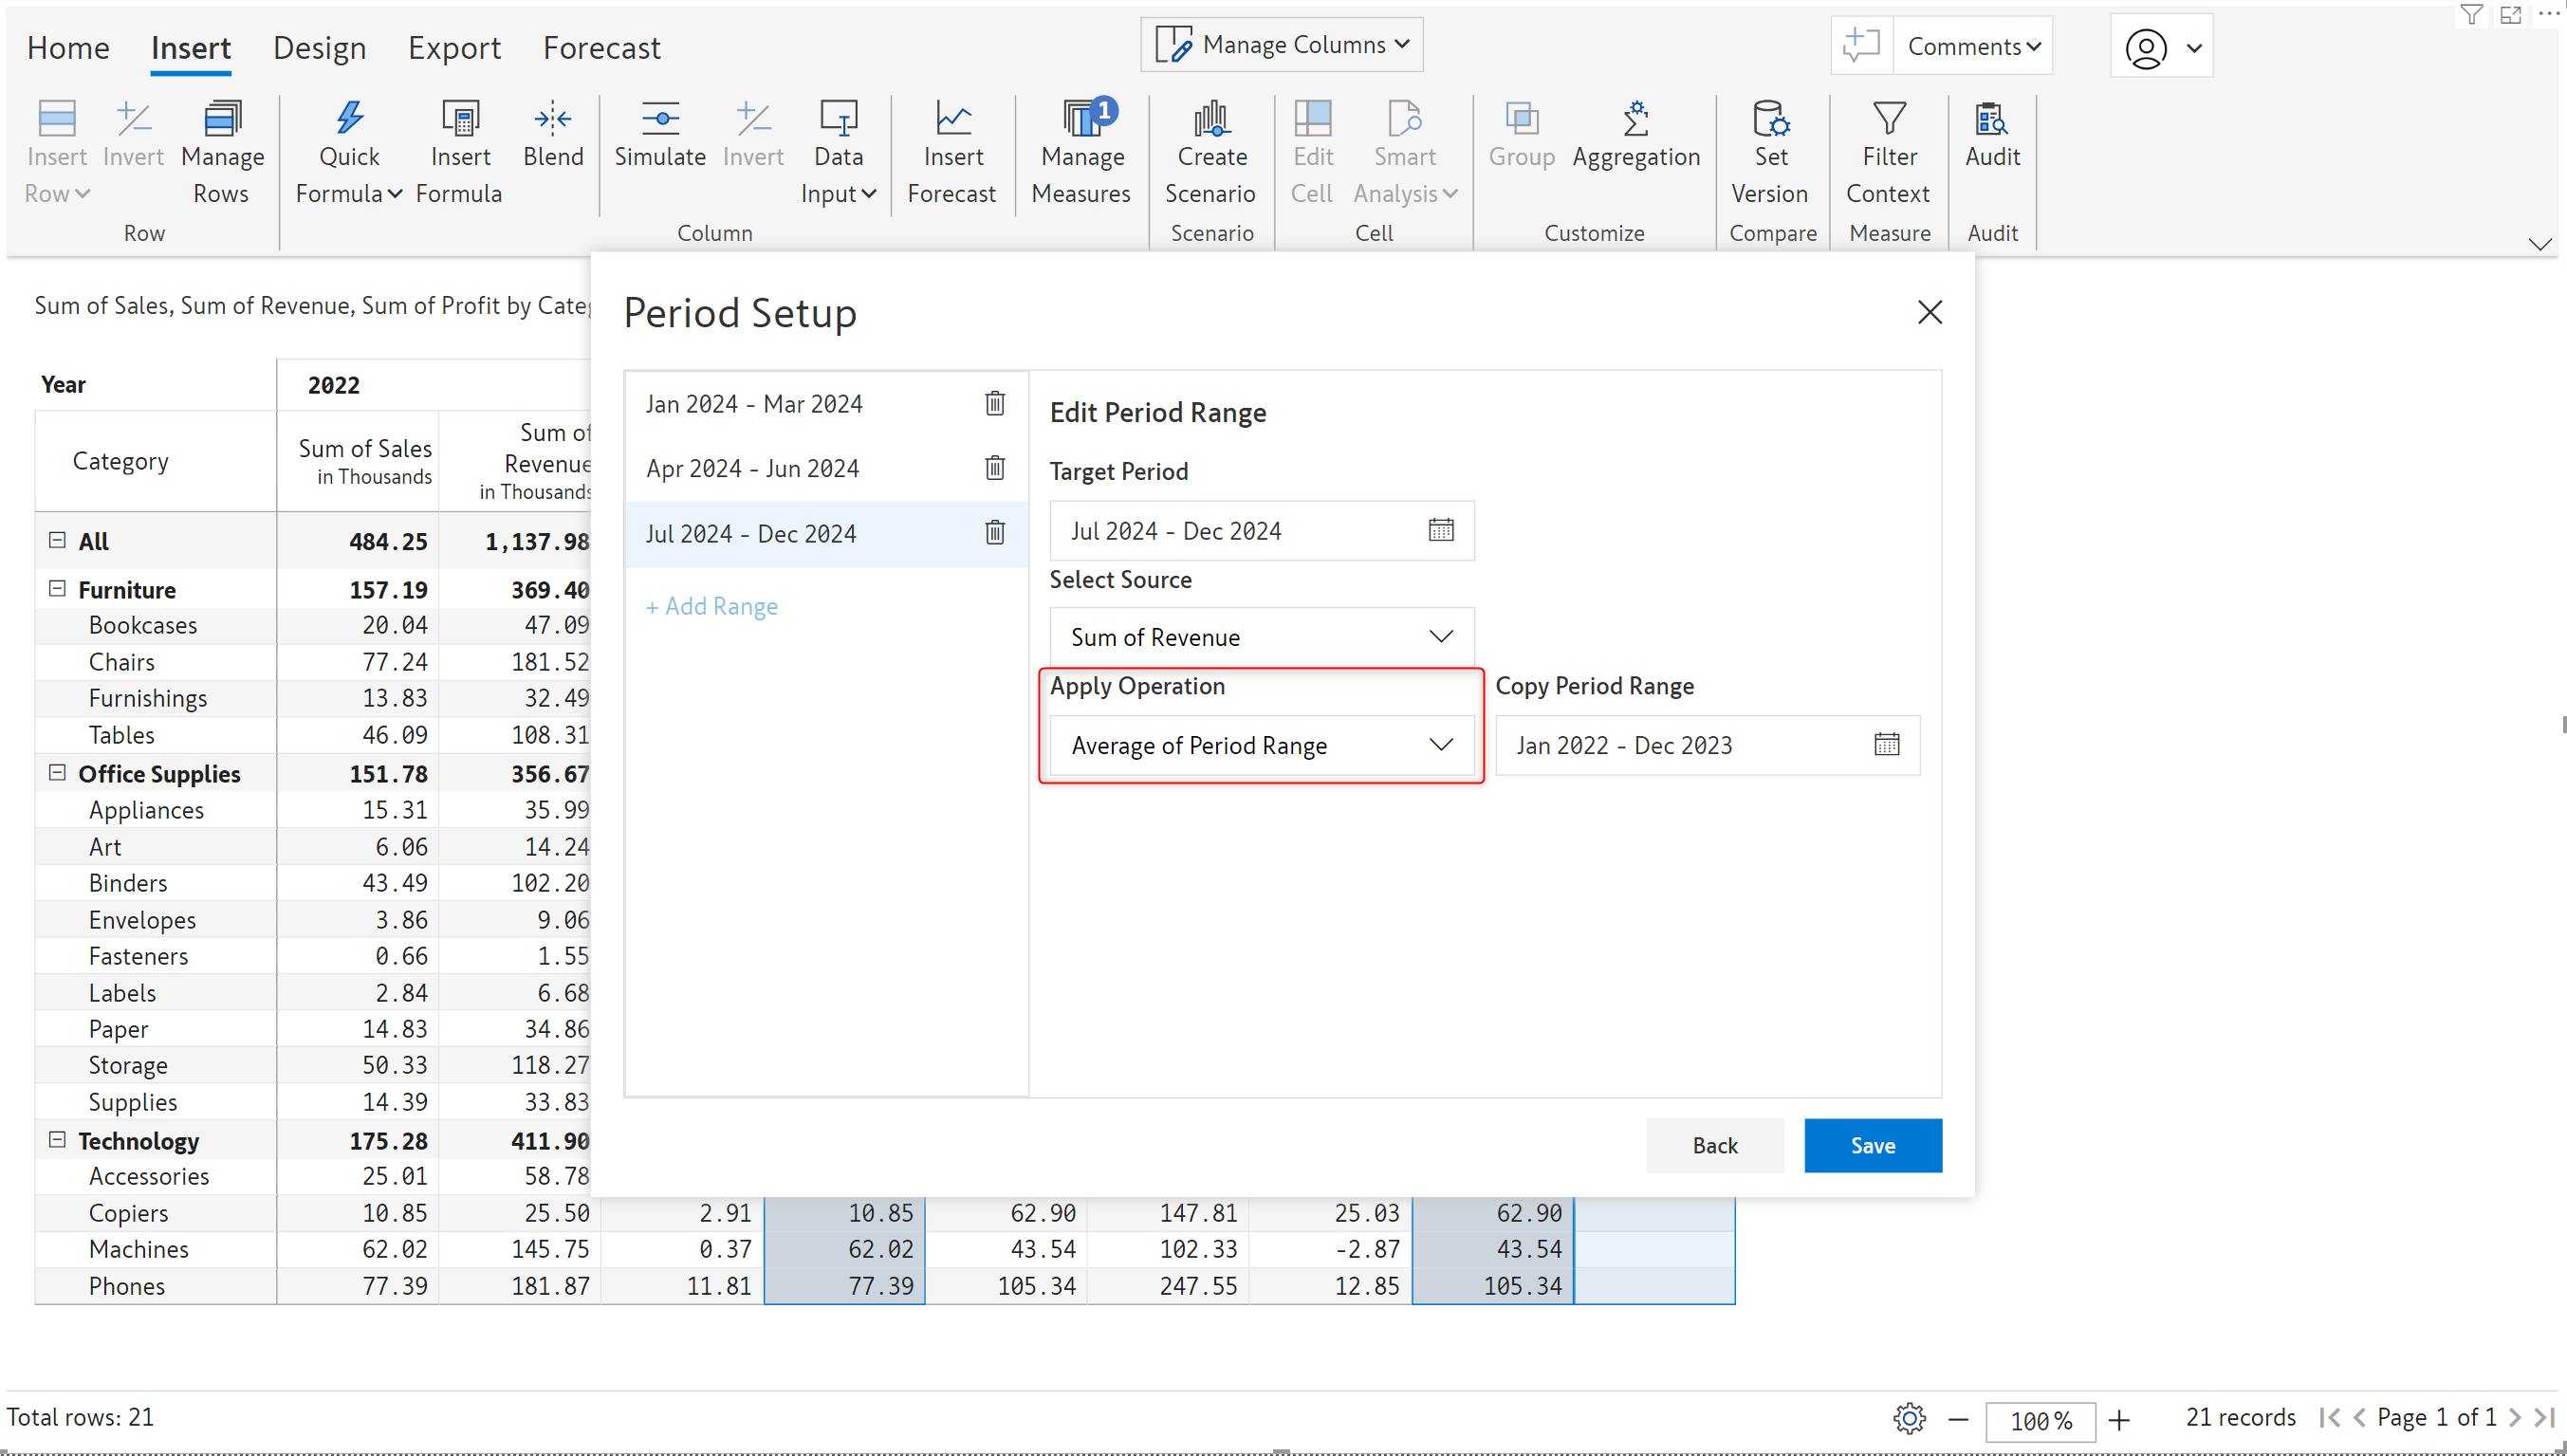 Home Insert Design Export Forecast Manage Columns Comments
Insert Row Invert Manage Rows Quick Formula Insert Formula Blend Simulate Invert Data Input Insert Forecast Manage Measures 1 Create Scenario Edit Cell Smart Analysis Group Aggregation Set Version Filter Context Audit
Row Column Scenario Cell Customize Compare Measure Audit
Sum of Sales, Sum of Revenue, Sum of Profit by Categ
Year 2022
Category Sum of Sales in Thousands Sum of Revenue in Thousands
All 484.25 1,137.98
Furniture 157.19 369.40
Bookcases 20.04 47.09
Chairs 77.24 181.52
Furnishings 13.83 32.49
Tables 46.09 108.31
Office Supplies 151.78 356.67
Appliances 15.31 35.99
Art 6.06 14.24
Binders 43.49 102.20
Envelopes 3.86 9.06
Fasteners 0.66 1.55
Labels 2.84 6.68
Paper 14.83 34.86
Storage 50.33 118.27
Supplies 14.39 33.83
Technology 175.28 411.90
Accessories 25.01 58.78
Copiers 10.85 25.50 2.91 10.85 62.90 147.81 25.03 62.90
Machines 62.02 145.75 0.37 62.02 43.54 102.33 -2.87 43.54
Phones 77.39 181.87 11.81 77.39 105.34 247.55 12.85 105.34
Period Setup
Jan 2024 - Mar 2024
Apr 2024 - Jun 2024
Jul 2024 - Dec 2024
+ Add Range
Edit Period Range
Target Period
Jul 2024 - Dec 2024
Select Source
Sum of Revenue
Apply Operation Copy Period Range
Average of Period Range Jan 2022 - Dec 2023
Back Save
Total rows: 21 100 % 21 records Page 1 of 1